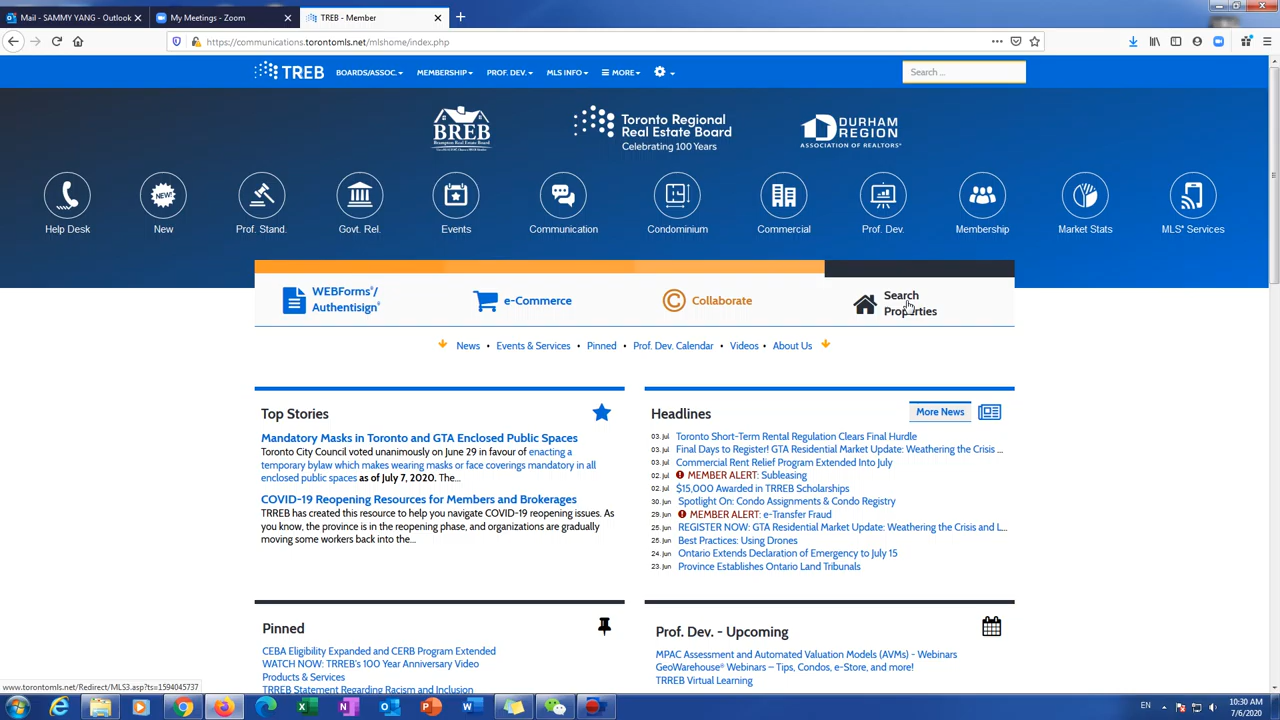 Mail - SAMMY YANG - Outlook
My Meetings - Zoom
TREB - Member
https://communications.torontomls.net/mlshome/index.php
TREB
BOARDS/ASSOC.
MEMBERSHIP
PROF. DEV.
MLS INFO
MORE
Search ...
BREB
Brampton Real Estate Board
Toronto Regional
Real Estate Board
Celebrating 100 Years
DURHAM
REGION
ASSOCIATION OF REALTORS®
NEW!
Help Desk
New
Prof. Stand.
Govt. Rel.
Events
Communication
Condominium
Commercial
Prof. Dev.
Membership
Market Stats
MLS® Services
WEBForms®/
Authentisign®
e-Commerce
Collaborate
Search
Properties
News • Events & Services • Pinned • Prof. Dev. Calendar • Videos • About Us
Top Stories
Mandatory Masks in Toronto and GTA Enclosed Public Spaces
Toronto City Council voted unanimously on June 29 in favour of enacting a
temporary bylaw which makes wearing masks or face coverings mandatory in all
enclosed public spaces as of July 7, 2020. The...
COVID-19 Reopening Resources for Members and Brokerages
TRREB has created this resource to help you navigate COVID-19 reopening issues. As
you know, the province is in the reopening phase, and organizations are gradually
moving some workers back into the...
Headlines
More News
03. Jul Toronto Short-Term Rental Regulation Clears Final Hurdle
03. Jul Final Days to Register! GTA Residential Market Update: Weathering the Crisis ...
03. Jul Commercial Rent Relief Program Extended Into July
02. Jul MEMBER ALERT: Subleasing
02. Jul $15,000 Awarded in TRREB Scholarships
30. Jun Spotlight On: Condo Assignments & Condo Registry
29. Jun MEMBER ALERT: e-Transfer Fraud
25. Jun REGISTER NOW: GTA Residential Market Update: Weathering the Crisis and L...
25. Jun Best Practices: Using Drones
24. Jun Ontario Extends Declaration of Emergency to July 15
23. Jun Province Establishes Ontario Land Tribunals
Pinned
CEBA Eligibility Expanded and CERB Program Extended
WATCH NOW: TRREB's 100 Year Anniversary Video
Products & Services
TRREB Statement Regarding Racism and Inclusion
Prof. Dev. - Upcoming
MPAC Assessment and Automated Valuation Models (AVMs) - Webinars
GeoWarehouse® Webinars – Tips, Condos, e-Store, and more!
TRREB Virtual Learning
www.torontomls.net/Redirect/MLS3.asp?ts=1594045737
EN
10:30 AM
7/6/2020